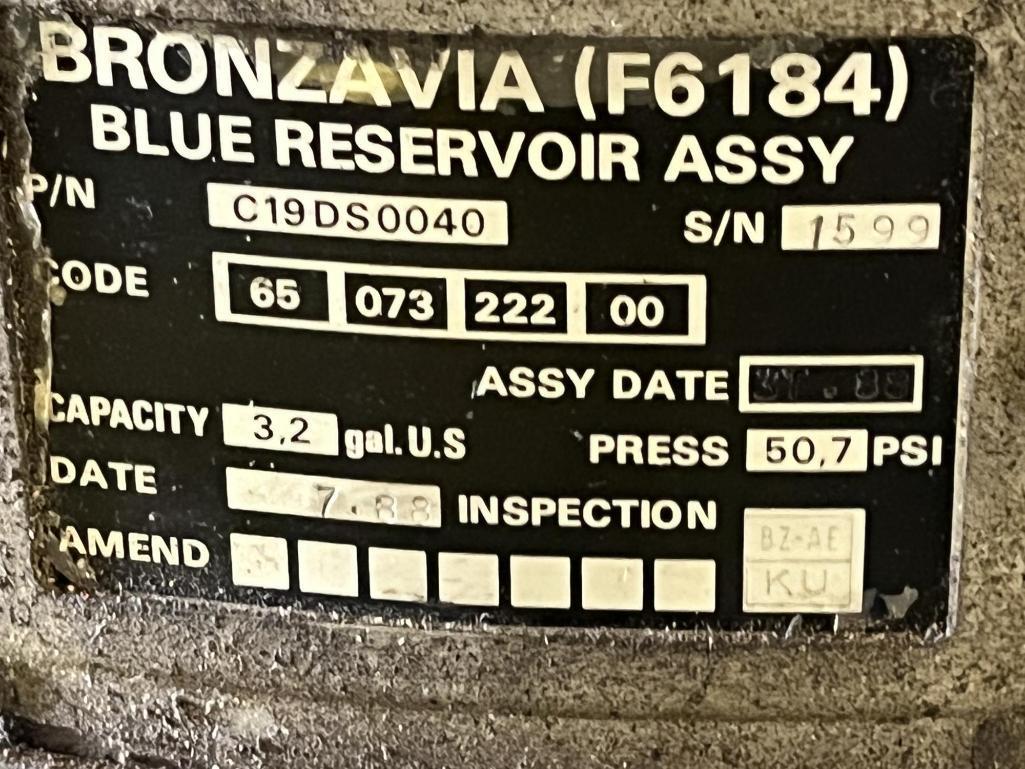 BRONZAVIA (F6184)
BLUE RESERVOIR ASSY
P/N C19DS0040 S/N 1599
CODE 65 073 222 00
ASSY DATE
CAPACITY 3,2 gal. U.S PRESS 50,7 PSI
DATE 7.88 INSPECTION BZ-AE
AMEND KU